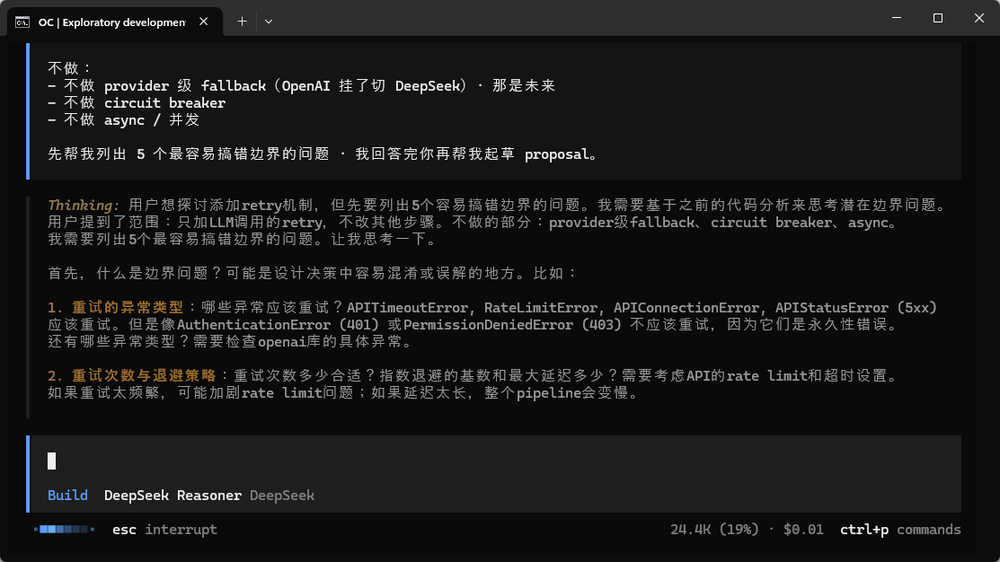 OC | Exploratory developmen
不做：
- 不做 provider 级 fallback（OpenAI 挂了切 DeepSeek）· 那是未来
- 不做 circuit breaker
- 不做 async / 并发
先帮我列出 5 个最容易搞错边界的问题 · 我回答完你再帮我起草 proposal。
Thinking: 用户想探讨添加retry机制，但先要列出5个容易搞错边界的问题。我需要基于之前的代码分析来思考潜在边界问题。
用户提到了范围：只加LLM调用的retry，不改其他步骤。不做的部分：provider级fallback、circuit breaker、async。
我需要列出5个最容易搞错边界的问题。让我思考一下。
首先，什么是边界问题？可能是设计决策中容易混淆或误解的地方。比如：
1. 重试的异常类型：哪些异常应该重试？APITimeoutError, RateLimitError, APIConnectionError, APIStatusError (5xx)
应该重试。但是像AuthenticationError (401) 或PermissionDeniedError (403) 不应该重试，因为它们是永久性错误。
还有哪些异常类型？需要检查openai库的具体异常。
2. 重试次数与退避策略：重试次数多少合适？指数退避的基数和最大延迟多少？需要考虑API的rate limit和超时设置。
如果重试太频繁，可能加剧rate limit问题；如果延迟太长，整个pipeline会变慢。
Build DeepSeek Reasoner DeepSeek
esc interrupt 24.4K (19%) · $0.01 ctrl+p commands